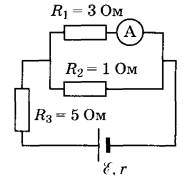 R₁ = 3 Ом
A
R₂ = 1 Ом
R₃ = 5 Ом
ℰ, r